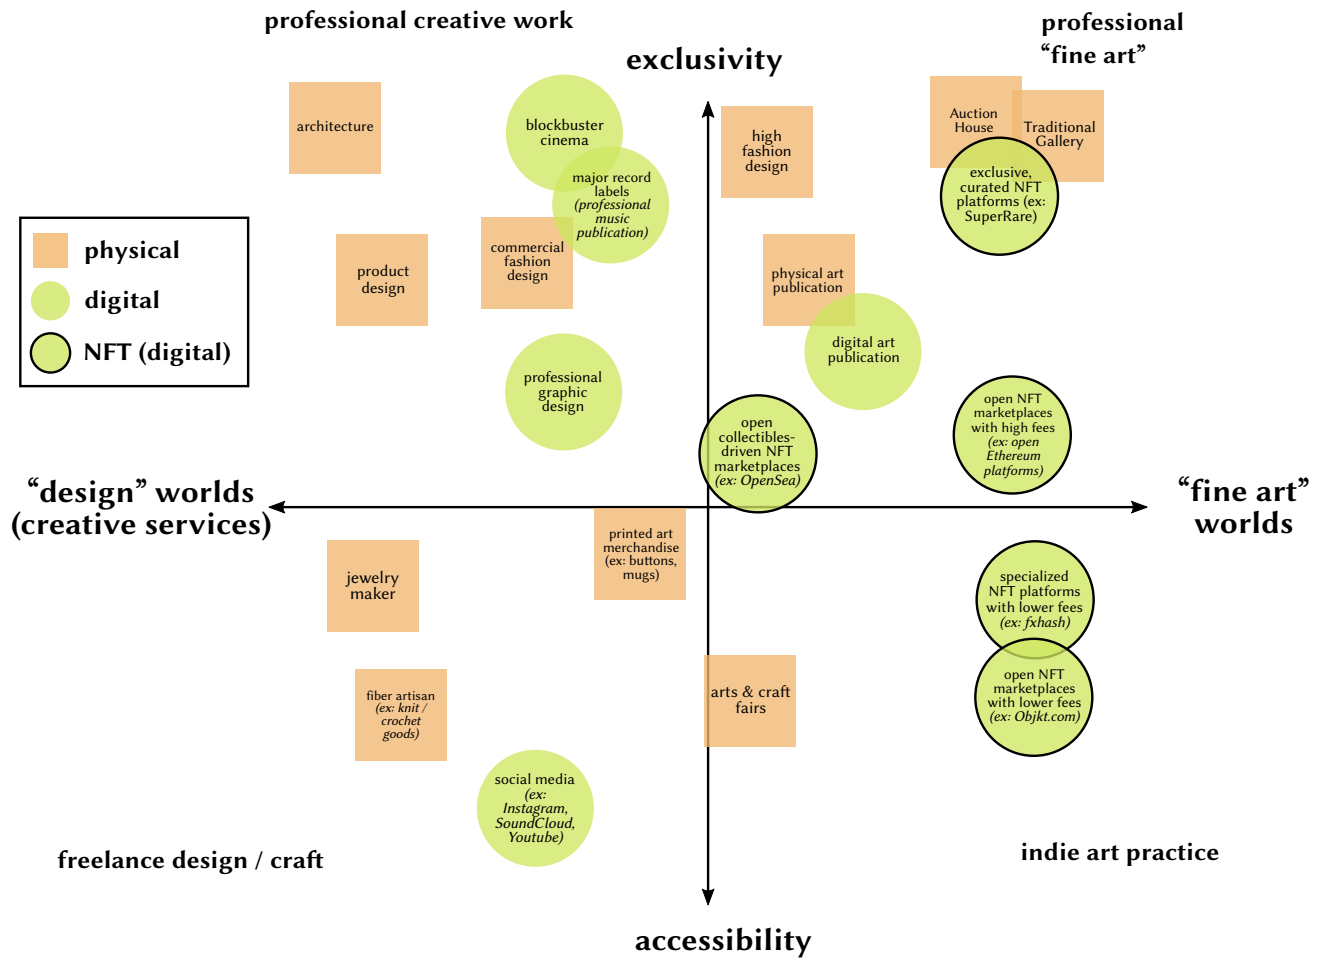 professional creative work
professional
“fine art”
exclusivity
architecture
blockbuster
cinema
major record
labels
(professional
music
publication)
high
fashion
design
Auction
House
Traditional
Gallery
exclusive,
curated NFT
platforms (ex:
SuperRare)
physical
digital
NFT (digital)
product
design
commercial
fashion
design
physical art
publication
digital art
publication
professional
graphic
design
open
collectibles-
driven NFT
marketplaces
(ex: OpenSea)
open NFT
marketplaces
with high fees
(ex: open
Ethereum
platforms)
“design” worlds
(creative services)
“fine art”
worlds
printed art
merchandise
(ex: buttons,
mugs)
jewelry
maker
specialized
NFT platforms
with lower fees
(ex: fxhash)
fiber artisan
(ex: knit /
crochet
goods)
arts & craft
fairs
open NFT
marketplaces
with lower fees
(ex: Objkt.com)
social media
(ex:
Instagram,
SoundCloud,
Youtube)
freelance design / craft
indie art practice
accessibility